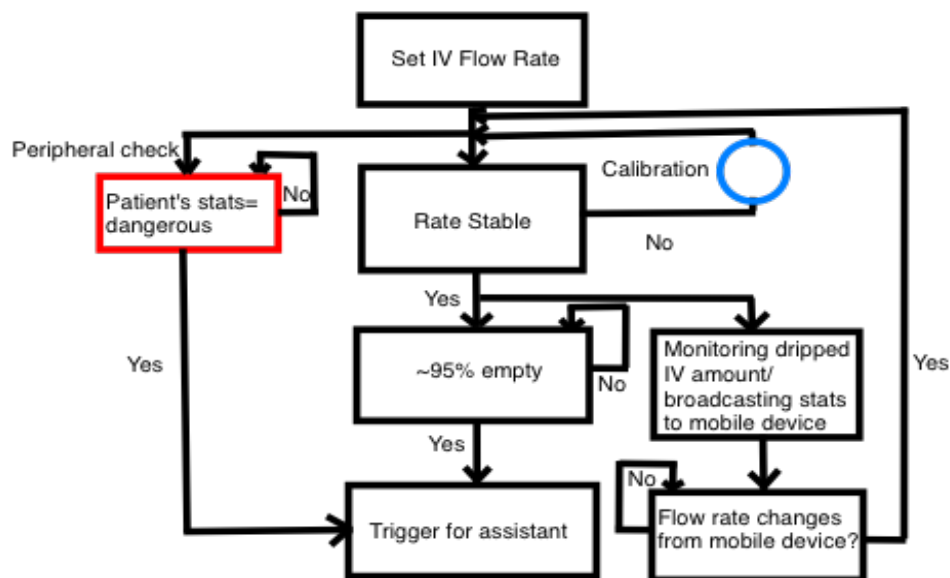 Set IV Flow Rate
Peripheral check
Calibration
No
Patient's stats=
dangerous
Rate Stable
No
Yes
Yes
~95% empty
No
Monitoring dripped
IV amount/
broadcasting stats
to mobile device
Yes
Yes
No
Trigger for assistant
Flow rate changes
from mobile device?